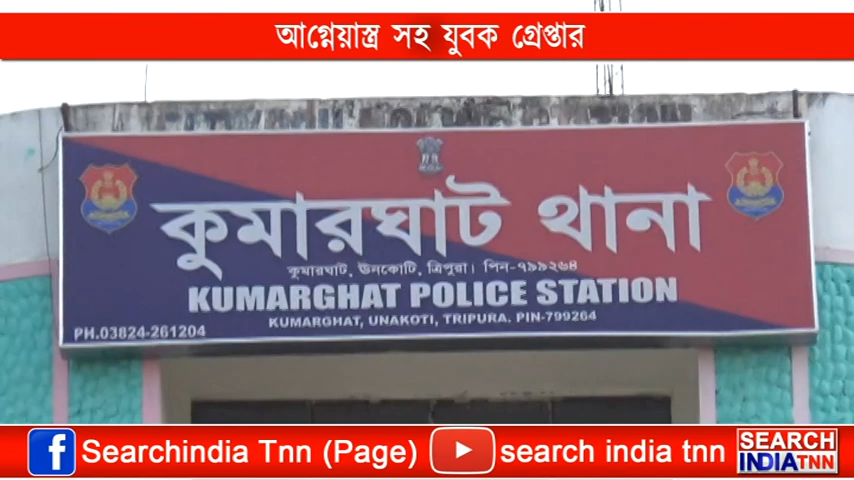 আগ্নেয়াস্ত্র সহ যুবক গ্রেপ্তার
কুমারঘাট থানা
কুমারঘাট, ঊনকোটি, ত্রিপুরা। পিন-৭৯৯২৬৪
KUMARGHAT POLICE STATION
KUMARGHAT, UNAKOTI, TRIPURA. PIN-799264
PH.03824-261204
Searchindia Tnn (Page) search india tnn
SEARCH
INDIATNN